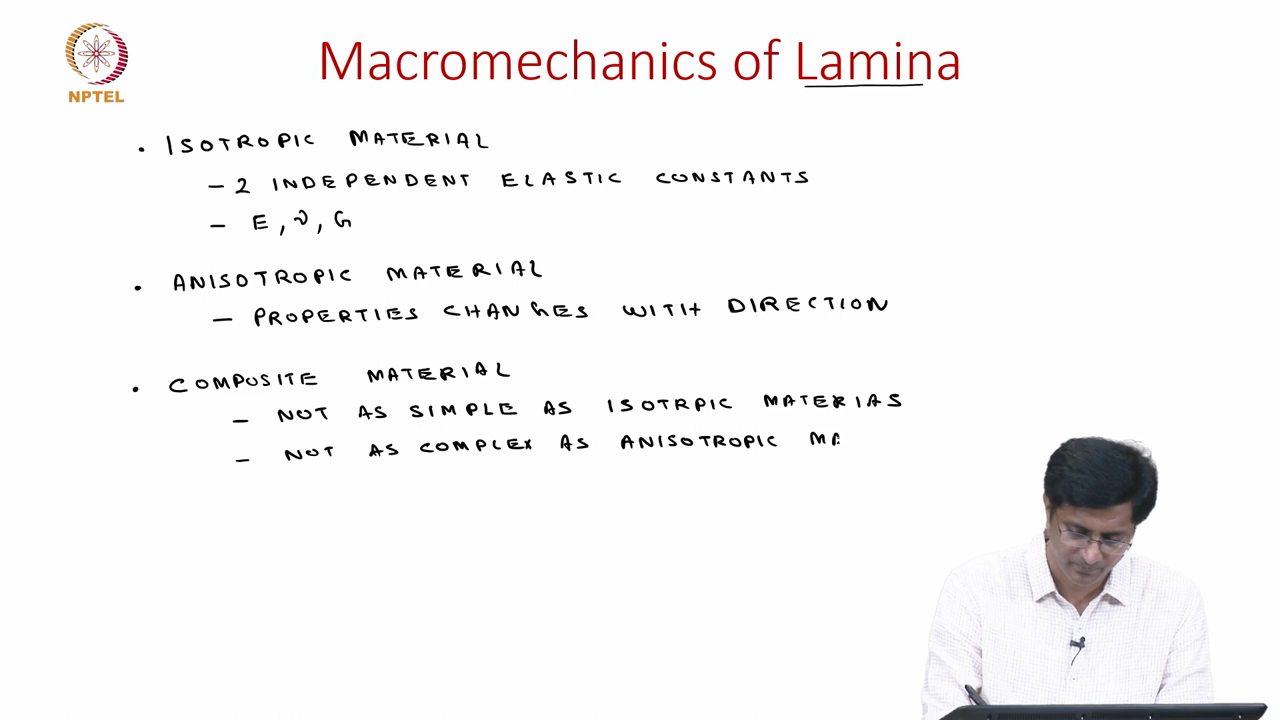 NPTEL
Macromechanics of Lamina
• ISOTROPIC MATERIAL
– 2 INDEPENDENT ELASTIC CONSTANTS
– E, ν, G
• ANISOTROPIC MATERIAL
– PROPERTIES CHANGES WITH DIRECTION
• COMPOSITE MATERIAL
– NOT AS SIMPLE AS ISOTRPIC MATERIAS
– NOT AS COMPLEX AS ANISOTROPIC MA